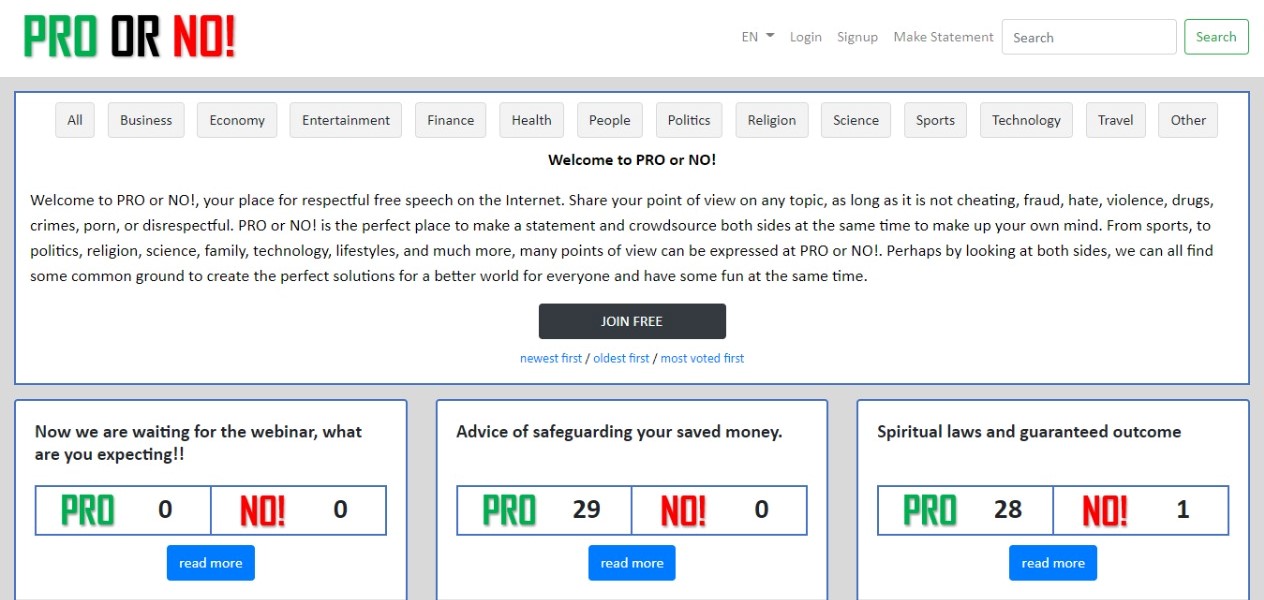 PRO OR NO!
EN Login Signup Make Statement Search Search
All Business Economy Entertainment Finance Health People Politics Religion Science Sports Technology Travel Other
Welcome to PRO or NO!
Welcome to PRO or NO!, your place for respectful free speech on the Internet. Share your point of view on any topic, as long as it is not cheating, fraud, hate, violence, drugs,
crimes, porn, or disrespectful. PRO or NO! is the perfect place to make a statement and crowdsource both sides at the same time to make up your own mind. From sports, to
politics, religion, science, family, technology, lifestyles, and much more, many points of view can be expressed at PRO or NO!. Perhaps by looking at both sides, we can all find
some common ground to create the perfect solutions for a better world for everyone and have some fun at the same time.
JOIN FREE
newest first / oldest first / most voted first
Now we are waiting for the webinar, what
are you expecting!!
PRO 0 NO! 0
read more
Advice of safeguarding your saved money.
PRO 29 NO! 0
read more
Spiritual laws and guaranteed outcome
PRO 28 NO! 1
read more